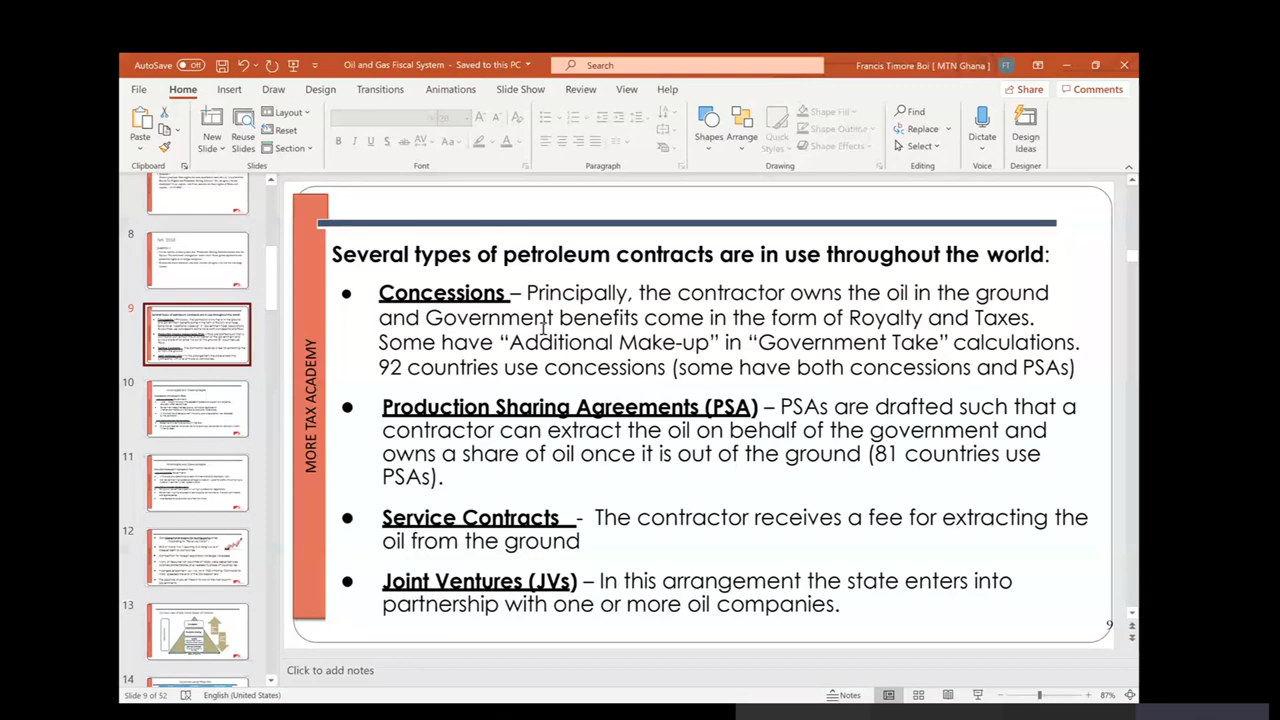 AutoSave Off
Oil and Gas Fiscal System - Saved to this PC
Search
Francis Timore Boi [ MTN Ghana ] FT
File Home Insert Draw Design Transitions Animations Slide Show Review View Help
Share Comments
Paste
New Slide
Reuse Slides
Layout
Reset
Section
Shapes Arrange Quick Styles
Shape Fill
Shape Outline
Shape Effects
Find
Replace
Select
Dictate
Design Ideas
Clipboard Slides Font Paragraph Drawing Editing Voice Designer
8
9
10
11
12
13
14
MORE TAX ACADEMY
Several types of petroleum contracts are in use throughout the world:
● Concessions – Principally, the contractor owns the oil in the ground
and Government benefits come in the form of Royalty and Taxes.
Some have “Additional Make-up” in “Government Take” calculations.
92 countries use concessions (some have both concessions and PSAs)
● Production Sharing Agreement (PSA) – PSAs are curred such that a
contractor can extract the oil on behalf of the government and
owns a share of oil once it is out of the ground (81 countries use
PSAs).
● Service Contracts - The contractor receives a fee for extracting the
oil from the ground
● Joint Ventures (JVs) – In this arrangement the state enters into
partnership with one or more oil companies.
9
Click to add notes
Slide 9 of 52 English (United States)
Notes
87%